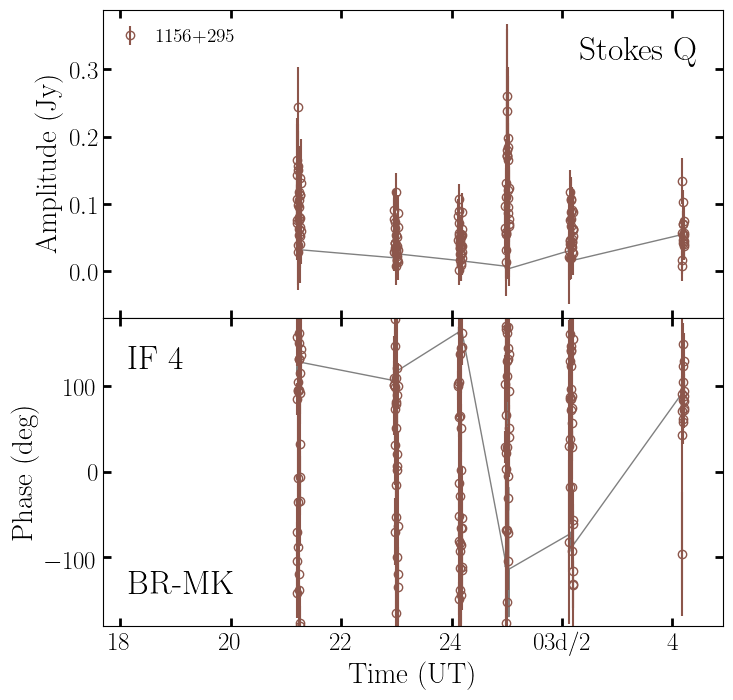 1156+295
Stokes Q
0.3
0.2
0.1
0.0
Amplitude (Jy)
IF 4
100
0
−100
Phase (deg)
BR-MK
18 20 22 24 03d/2 4
Time (UT)